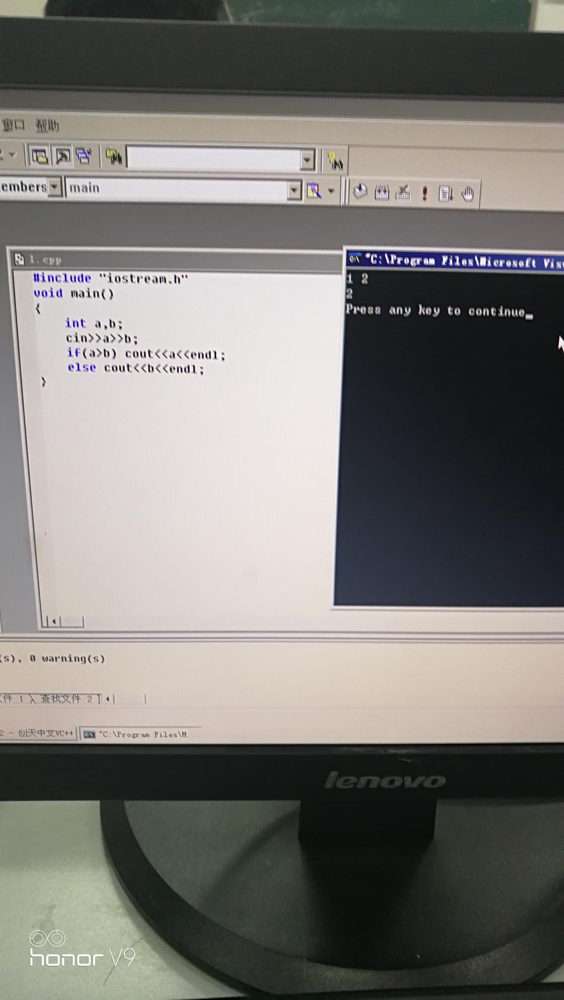 窗口 帮助
embers
main
1.cpp
#include "iostream.h"
void main()
{
int a,b;
cin>>a>>b;
if(a>b) cout<<a<<endl;
else cout<<b<<endl;
}
"C:\Program Files\Microsoft Vis
1 2
2
Press any key to continue_
(s), 0 warning(s)
件 1 查找文件 2
2 - 创天中文VC++
"C:\Program Files\M...
lenovo
honor V9